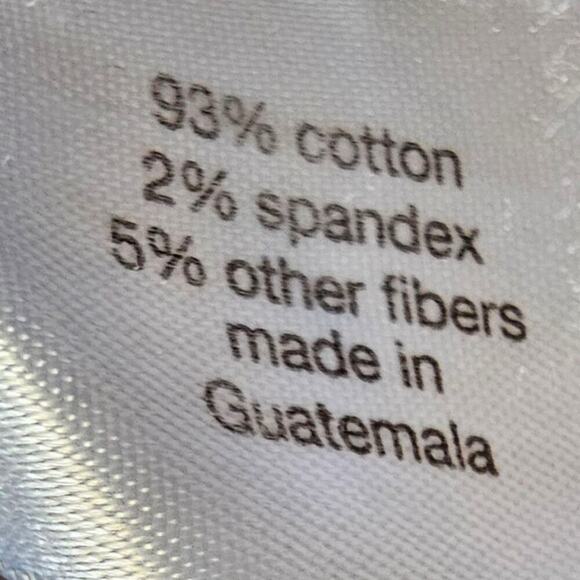 93% cotton
2% spandex
5% other fibers
made in
Guatemala